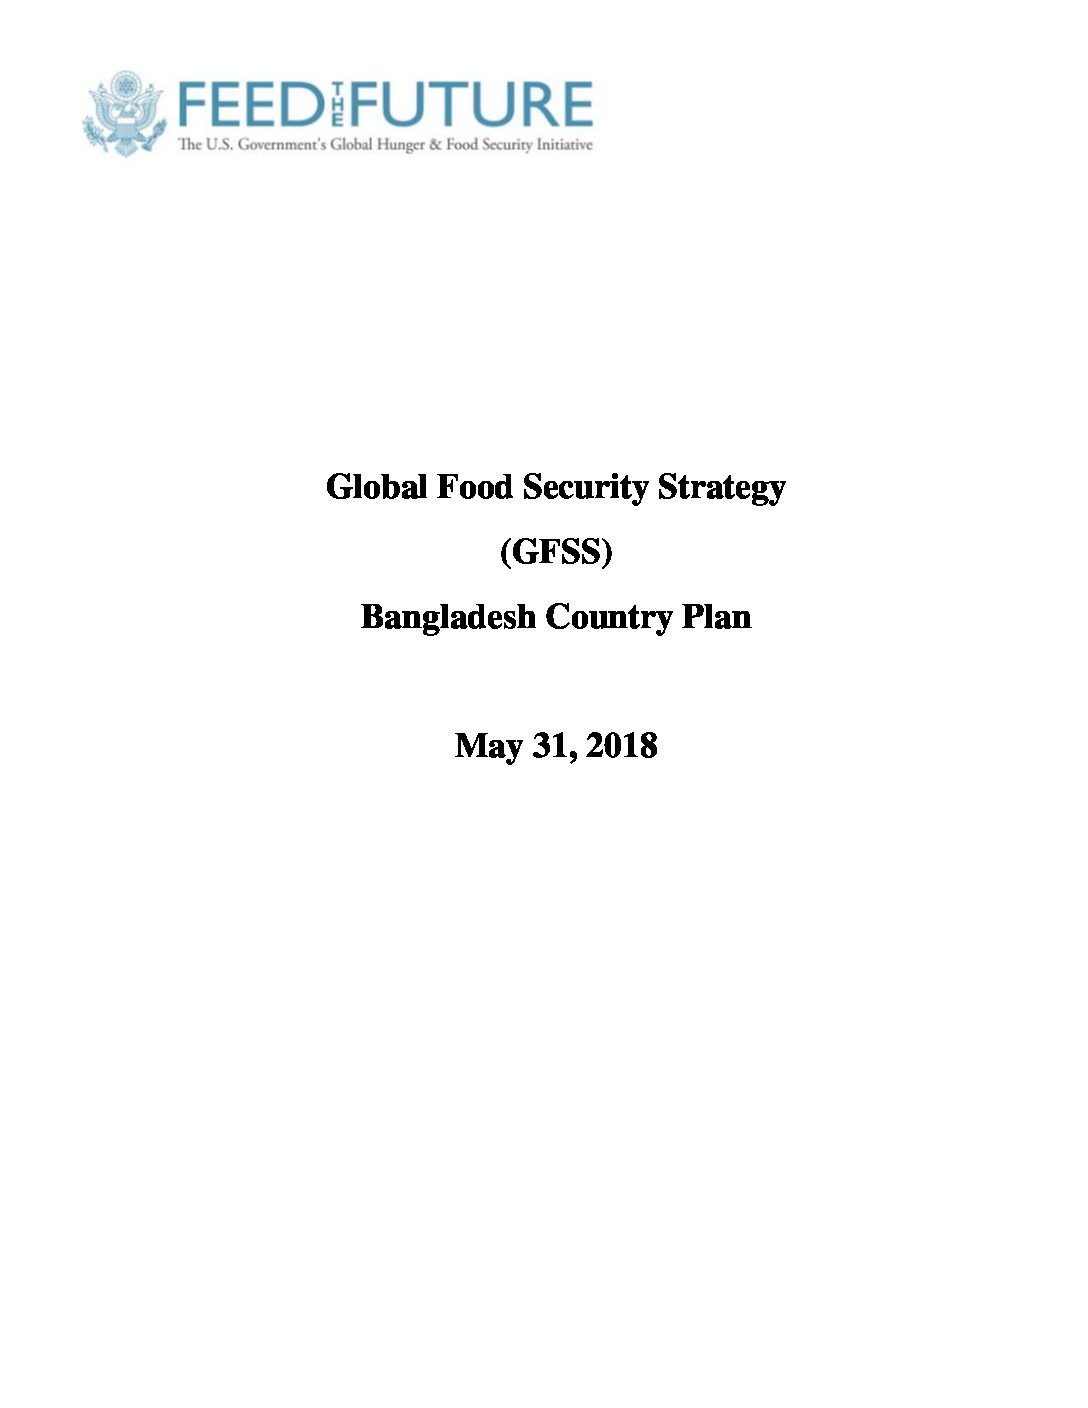 FEED THE FUTURE
The U.S. Government's Global Hunger & Food Security Initiative
Global Food Security Strategy
(GFSS)
Bangladesh Country Plan
May 31, 2018